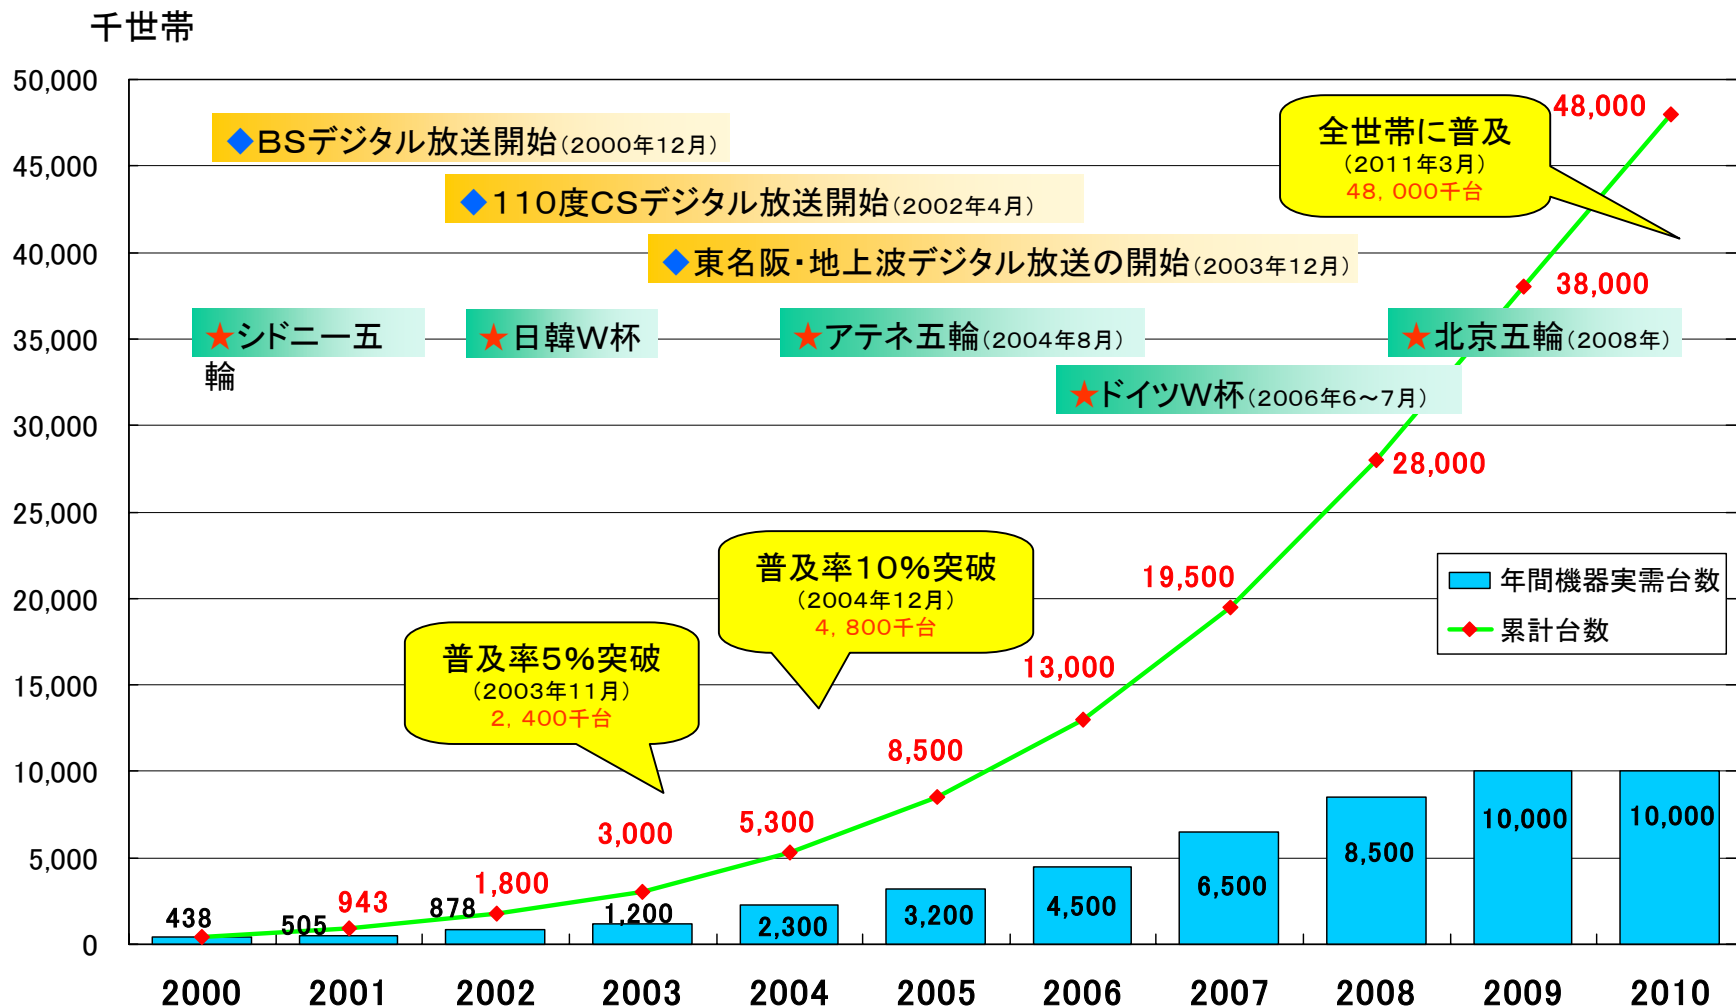 千世帯
50,000
45,000
40,000
35,000
30,000
25,000
20,000
15,000
10,000
5,000
0
◆BSデジタル放送開始(2000年12月)
◆110度CSデジタル放送開始(2002年4月)
◆東名阪・地上波デジタル放送の開始(2003年12月)
★シドニー五
輪
★日韓W杯
★アテネ五輪(2004年8月)
★北京五輪(2008年)
★ドイツW杯(2006年6~7月)
全世帯に普及
(2011年3月)
48,000千台
普及率10%突破
(2004年12月)
4,800千台
普及率5%突破
(2003年11月)
2,400千台
年間機器実需台数
累計台数
943
1,800
3,000
5,300
8,500
13,000
19,500
28,000
38,000
48,000
438
505
878
1,200
2,300
3,200
4,500
6,500
8,500
10,000
10,000
2000 2001 2002 2003 2004 2005 2006 2007 2008 2009 2010